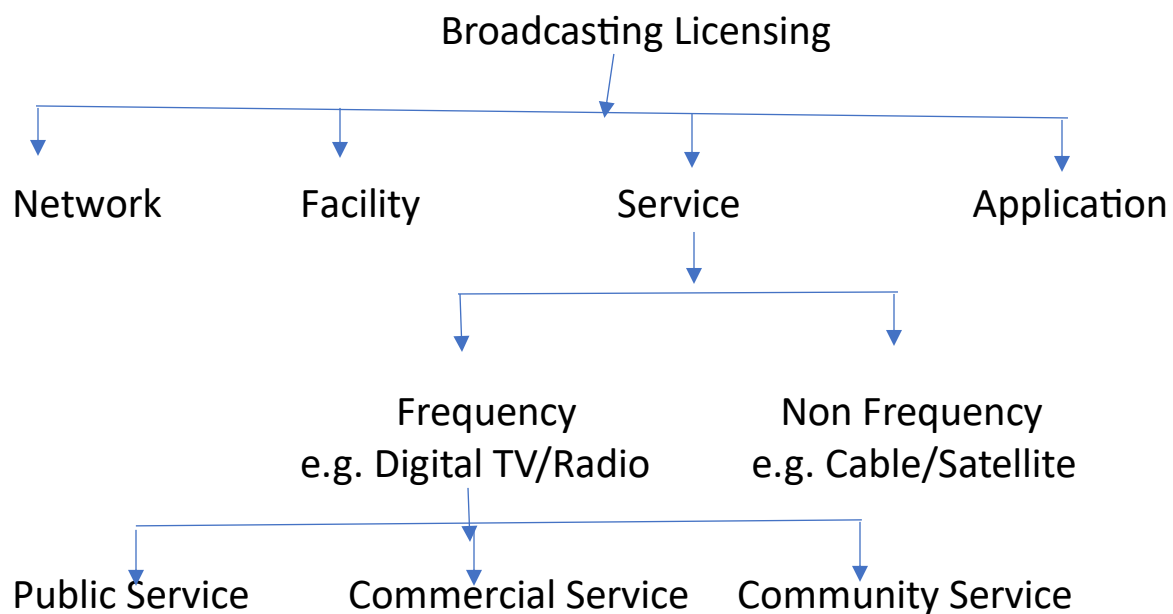 Broadcasting Licensing
Network Facility Service Application
Frequency Non Frequency
e.g. Digital TV/Radio e.g. Cable/Satellite
Public Service Commercial Service Community Service